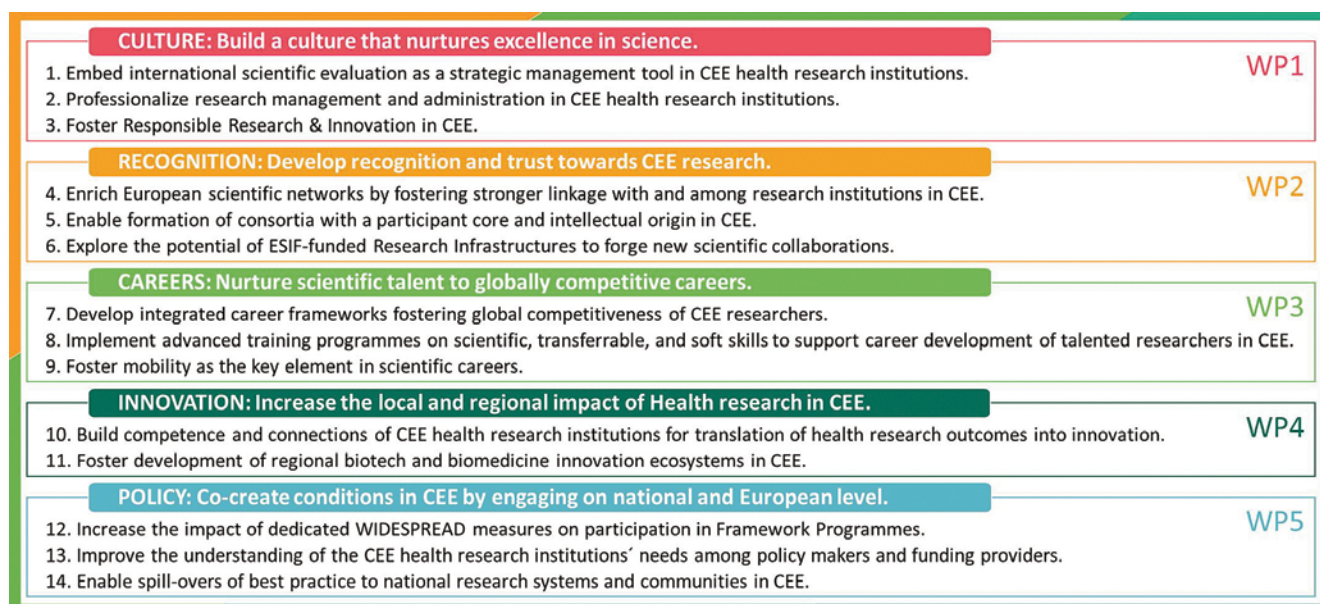 CULTURE: Build a culture that nurtures excellence in science.
WP1
1. Embed international scientific evaluation as a strategic management tool in CEE health research institutions.
2. Professionalize research management and administration in CEE health research institutions.
3. Foster Responsible Research & Innovation in CEE.
RECOGNITION: Develop recognition and trust towards CEE research.
WP2
4. Enrich European scientific networks by fostering stronger linkage with and among research institutions in CEE.
5. Enable formation of consortia with a participant core and intellectual origin in CEE.
6. Explore the potential of ESIF-funded Research Infrastructures to forge new scientific collaborations.
CAREERS: Nurture scientific talent to globally competitive careers.
WP3
7. Develop integrated career frameworks fostering global competitiveness of CEE researchers.
8. Implement advanced training programmes on scientific, transferrable, and soft skills to support career development of talented researchers in CEE.
9. Foster mobility as the key element in scientific careers.
INNOVATION: Increase the local and regional impact of Health research in CEE.
WP4
10. Build competence and connections of CEE health research institutions for translation of health research outcomes into innovation.
11. Foster development of regional biotech and biomedicine innovation ecosystems in CEE.
POLICY: Co-create conditions in CEE by engaging on national and European level.
WP5
12. Increase the impact of dedicated WIDESPREAD measures on participation in Framework Programmes.
13. Improve the understanding of the CEE health research institutions´ needs among policy makers and funding providers.
14. Enable spill-overs of best practice to national research systems and communities in CEE.